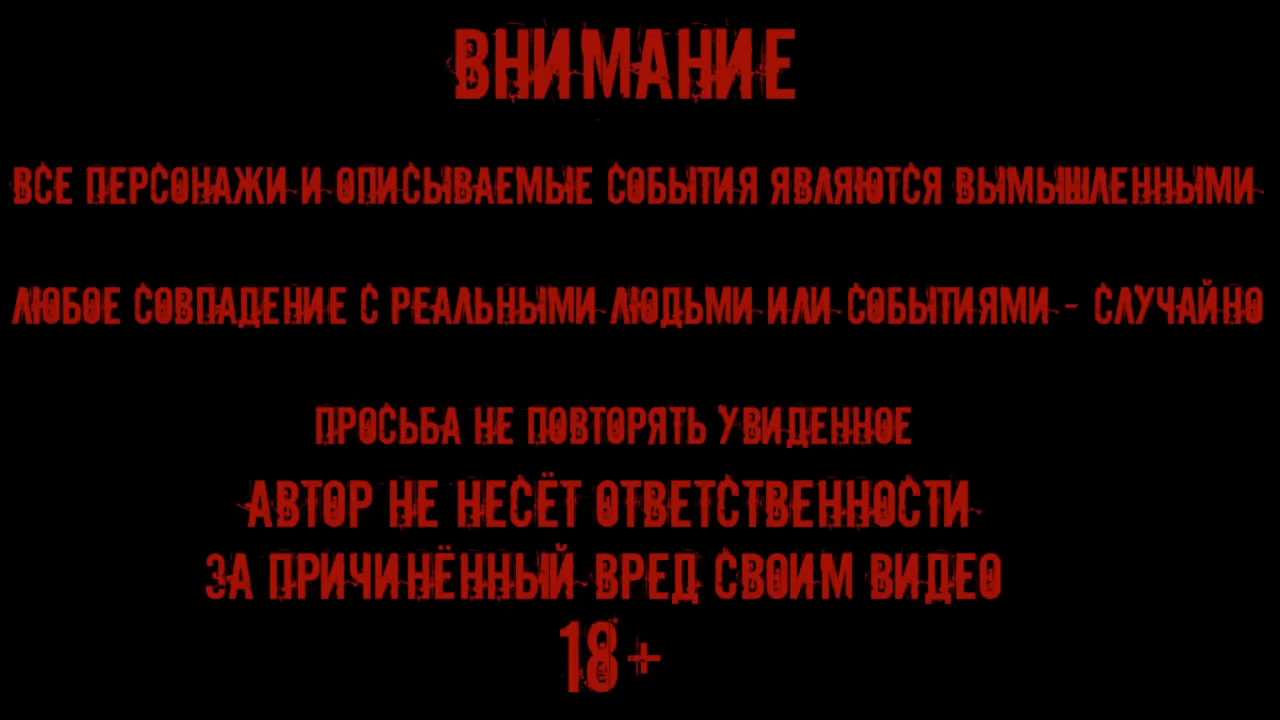 ВНИМАНИЕ
ВСЕ ПЕРСОНАЖИ И ОПИСЫВАЕМЫЕ СОБЫТИЯ ЯВЛЯЮТСЯ ВЫМЫШЛЕННЫМИ
ЛЮБОЕ СОВПАДЕНИЕ С РЕАЛЬНЫМИ ЛЮДЬМИ ИЛИ СОБЫТИЯМИ - СЛУЧАЙНО
ПРОСЬБА НЕ ПОВТОРЯТЬ УВИДЕННОЕ
АВТОР НЕ НЕСЁТ ОТВЕТСТВЕННОСТИ
ЗА ПРИЧИНЁННЫЙ ВРЕД СВОИМ ВИДЕО
18+